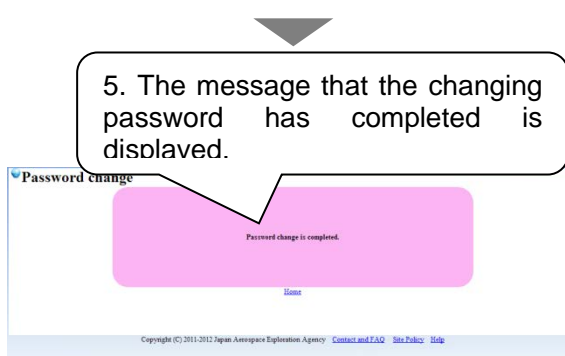 5. The message that the changing
password has completed is
displayed.
Password change
Password change is completed.
Home
Copyright (C) 2011-2012 Japan Aerospace Exploration Agency Contact and FAQ Site Policy Help